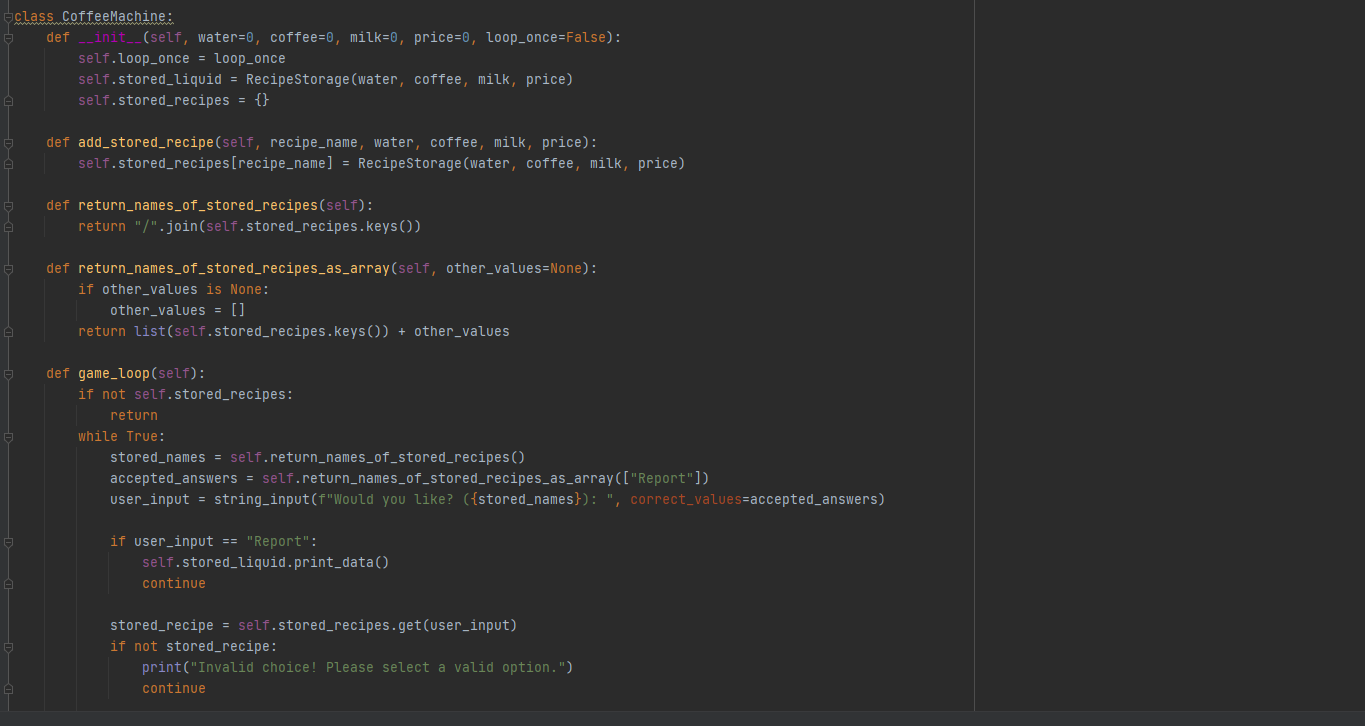 class CoffeeMachine:
    def __init__(self, water=0, coffee=0, milk=0, price=0, loop_once=False):
        self.loop_once = loop_once
        self.stored_liquid = RecipeStorage(water, coffee, milk, price)
        self.stored_recipes = {}
    def add_stored_recipe(self, recipe_name, water, coffee, milk, price):
        self.stored_recipes[recipe_name] = RecipeStorage(water, coffee, milk, price)
    def return_names_of_stored_recipes(self):
        return "/".join(self.stored_recipes.keys())
    def return_names_of_stored_recipes_as_array(self, other_values=None):
        if other_values is None:
            other_values = []
        return list(self.stored_recipes.keys()) + other_values
    def game_loop(self):
        if not self.stored_recipes:
            return
        while True:
            stored_names = self.return_names_of_stored_recipes()
            accepted_answers = self.return_names_of_stored_recipes_as_array(["Report"])
            user_input = string_input(f"Would you like? ({stored_names}): ", correct_values=accepted_answers)
            if user_input == "Report":
                self.stored_liquid.print_data()
                continue
            stored_recipe = self.stored_recipes.get(user_input)
            if not stored_recipe:
                print("Invalid choice! Please select a valid option.")
                continue